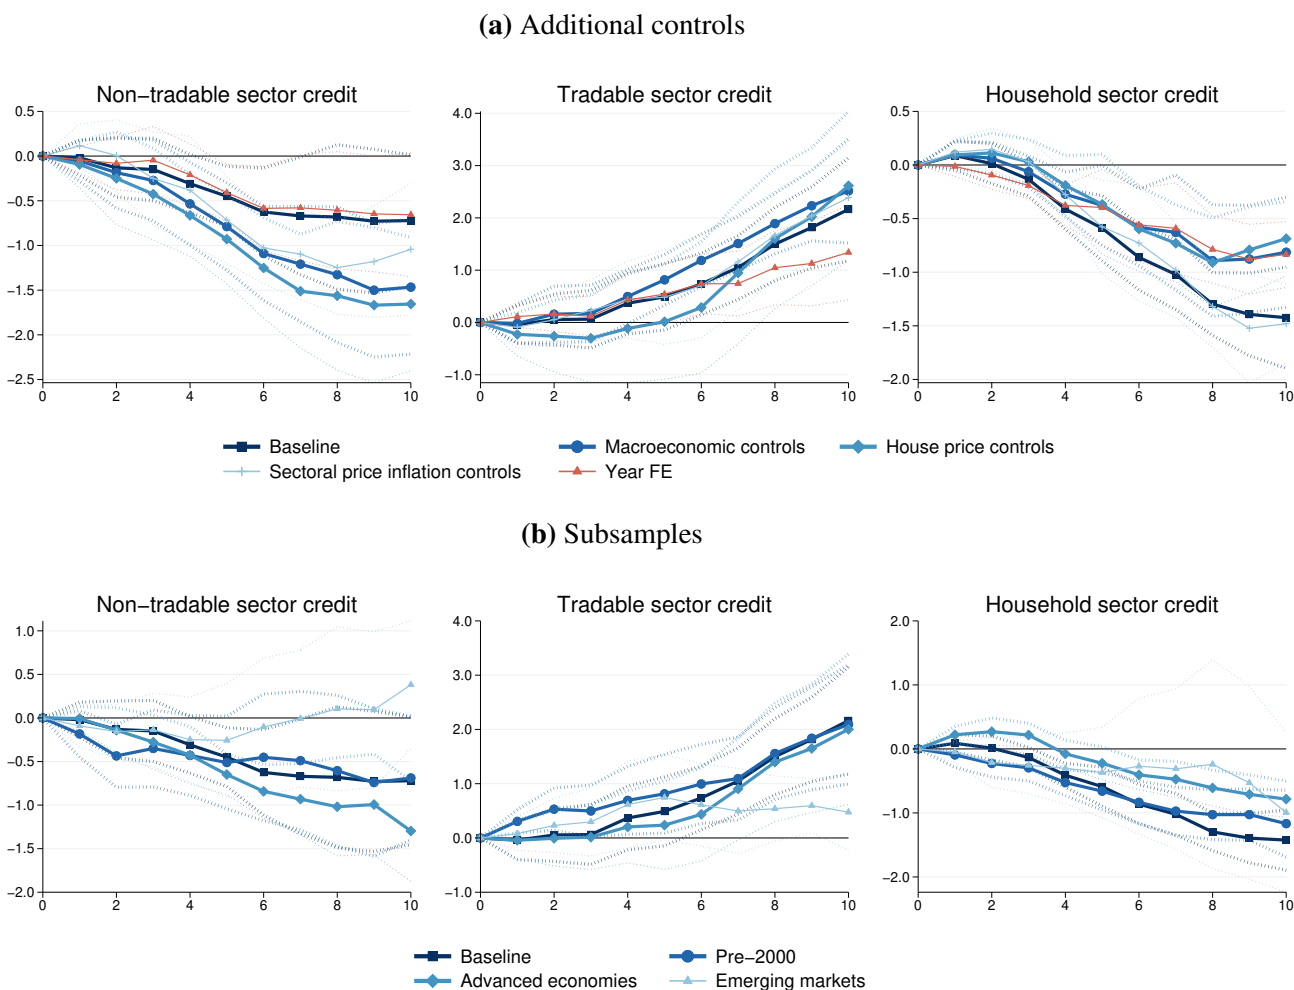 (a) Additional controls
Non−tradable sector credit
Tradable sector credit
Household sector credit
0.5
0.0
−0.5
−1.0
−1.5
−2.0
−2.5
0 2 4 6 8 10
4.0
3.0
2.0
1.0
0.0
−1.0
0 2 4 6 8 10
0.5
0.0
−0.5
−1.0
−1.5
−2.0
0 2 4 6 8 10
Baseline
Macroeconomic controls
House price controls
Sectoral price inflation controls
Year FE
(b) Subsamples
Non−tradable sector credit
Tradable sector credit
Household sector credit
1.0
0.5
0.0
−0.5
−1.0
−1.5
−2.0
0 2 4 6 8 10
4.0
3.0
2.0
1.0
0.0
−1.0
0 2 4 6 8 10
2.0
1.0
0.0
−1.0
−2.0
0 2 4 6 8 10
Baseline
Pre−2000
Advanced economies
Emerging markets